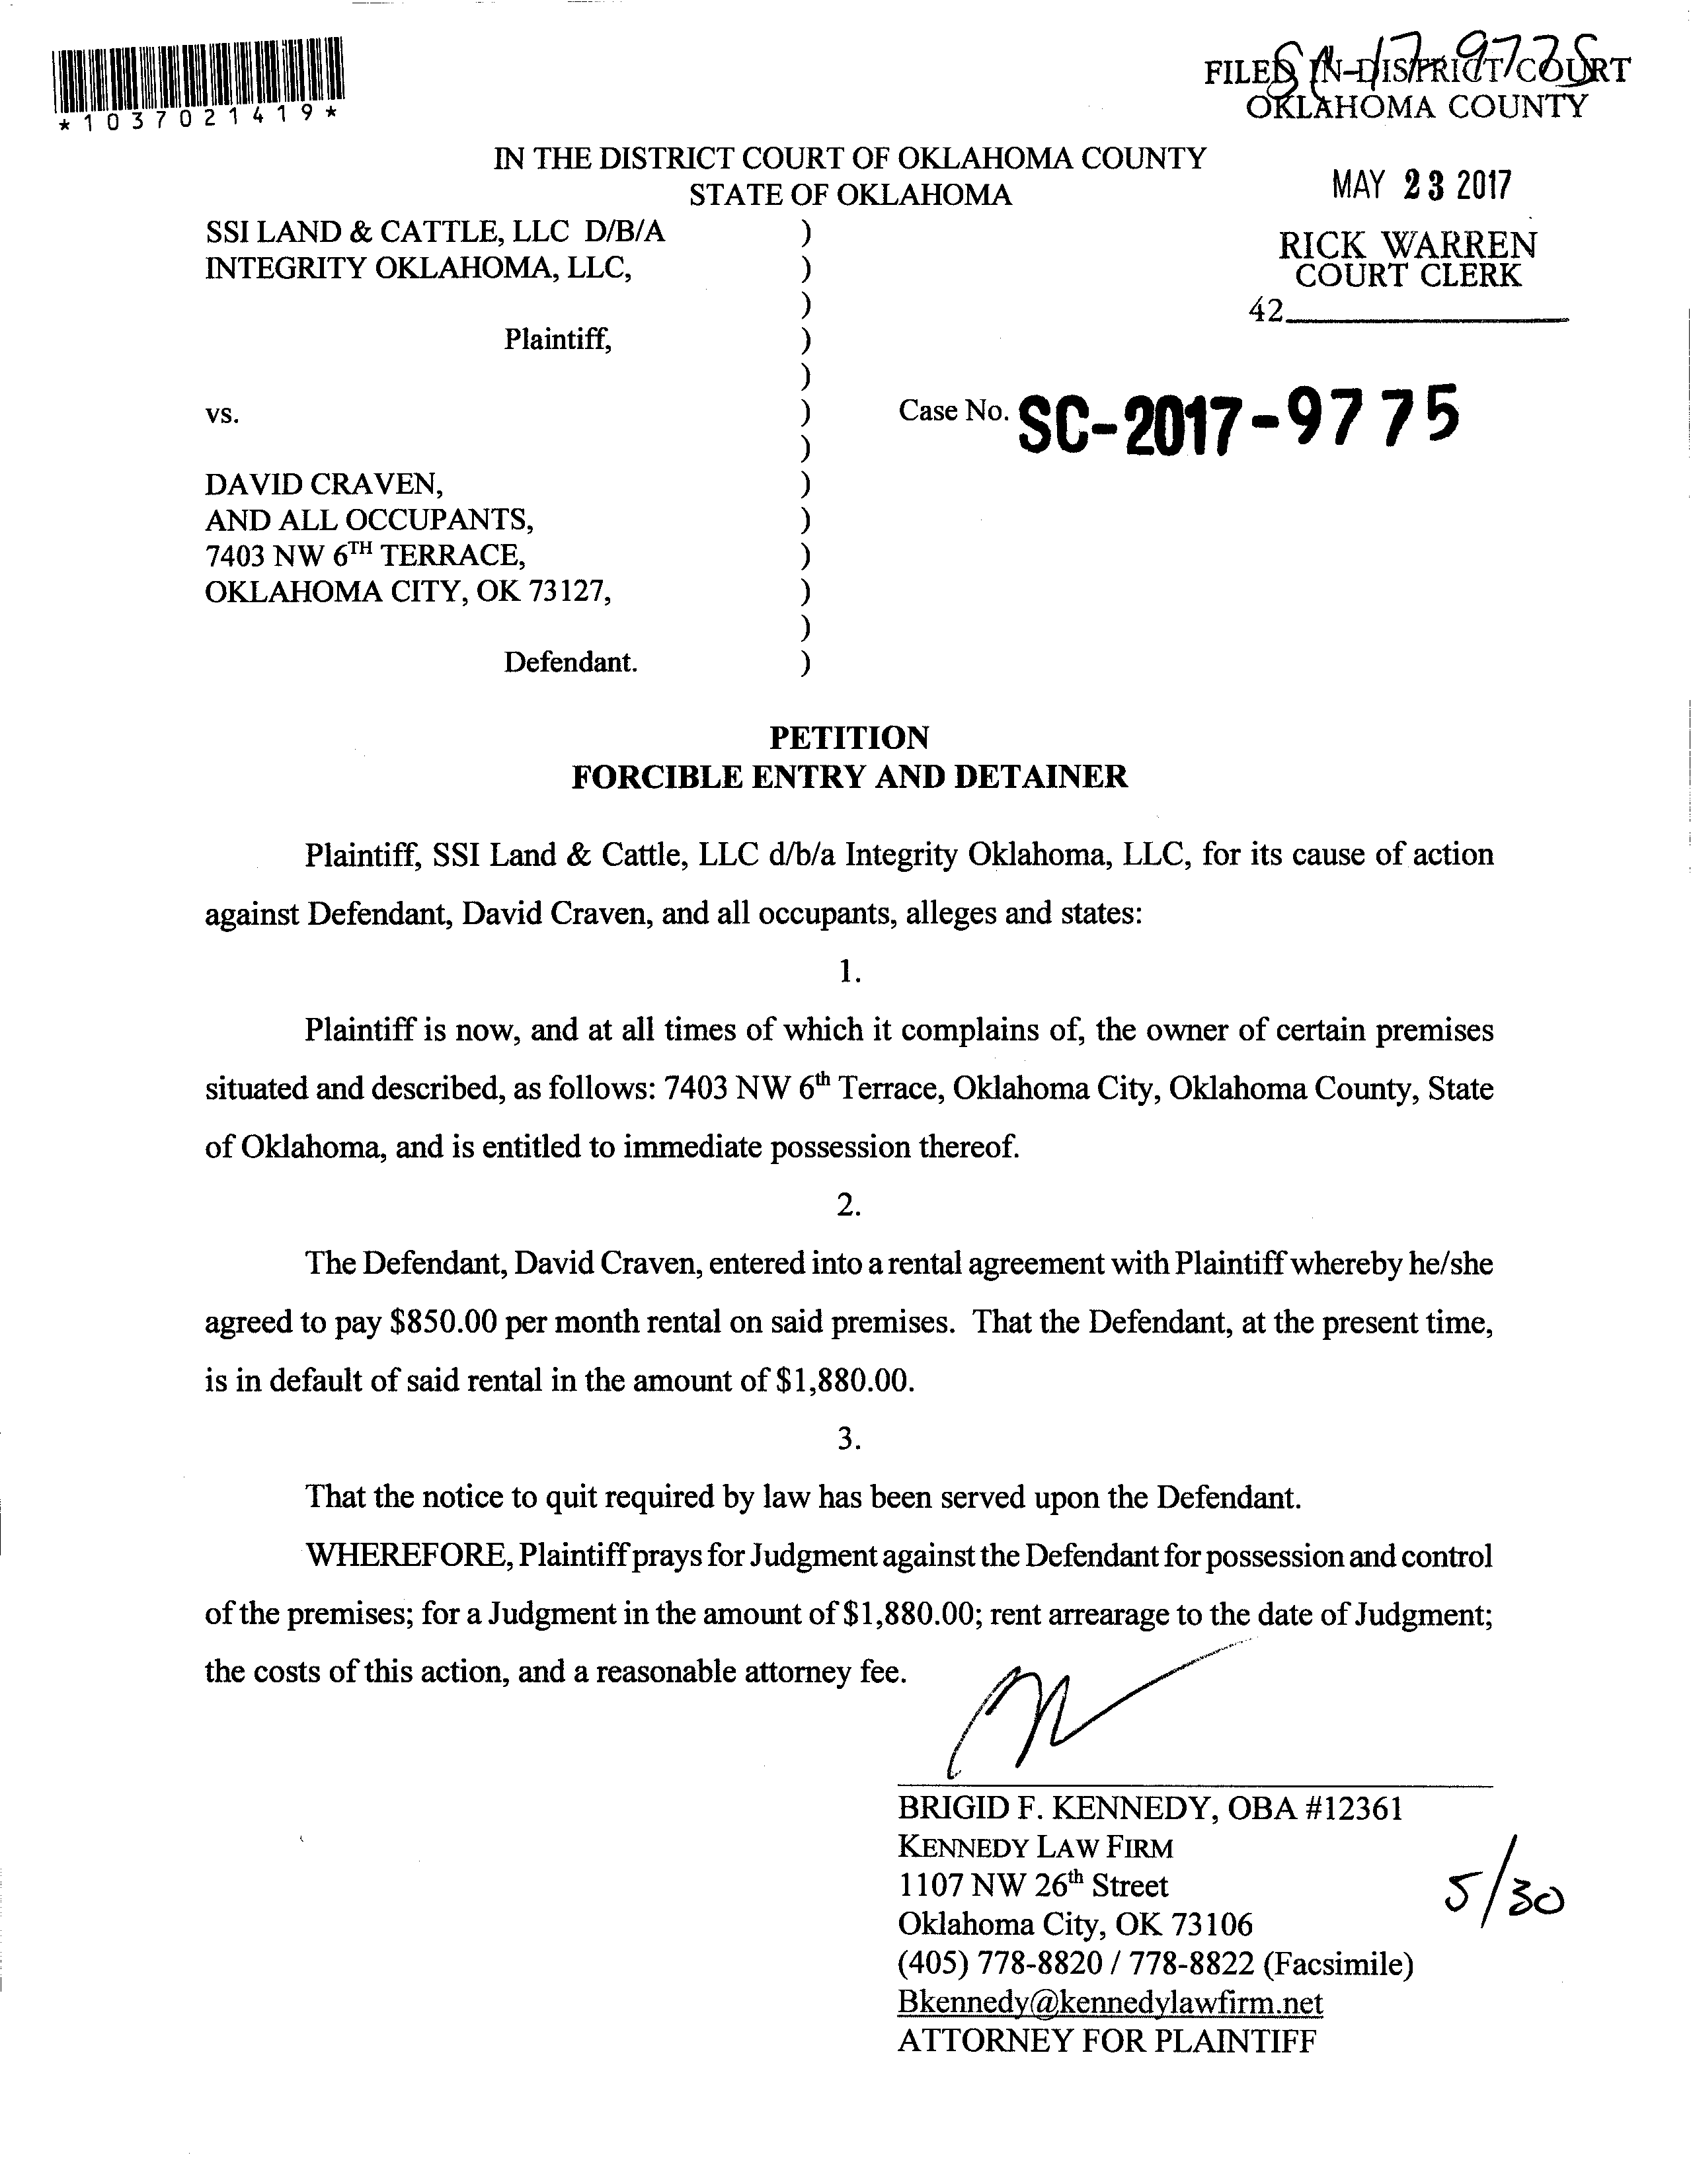 *1037021419*
SC-17-9775
FILED IN DISTRICT COURT
OKLAHOMA COUNTY
MAY 23 2017
RICK WARREN
COURT CLERK
42
IN THE DISTRICT COURT OF OKLAHOMA COUNTY
STATE OF OKLAHOMA
SSI LAND & CATTLE, LLC D/B/A )
INTEGRITY OKLAHOMA, LLC, )
)
Plaintiff, )
)
vs. ) Case No. SC-2017-9775
)
DAVID CRAVEN, )
AND ALL OCCUPANTS, )
7403 NW 6TH TERRACE, )
OKLAHOMA CITY, OK 73127, )
)
Defendant. )
PETITION
FORCIBLE ENTRY AND DETAINER
Plaintiff, SSI Land & Cattle, LLC d/b/a Integrity Oklahoma, LLC, for its cause of action
against Defendant, David Craven, and all occupants, alleges and states:
1.
Plaintiff is now, and at all times of which it complains of, the owner of certain premises
situated and described, as follows: 7403 NW 6th Terrace, Oklahoma City, Oklahoma County, State
of Oklahoma, and is entitled to immediate possession thereof.
2.
The Defendant, David Craven, entered into a rental agreement with Plaintiff whereby he/she
agreed to pay $850.00 per month rental on said premises. That the Defendant, at the present time,
is in default of said rental in the amount of $1,880.00.
3.
That the notice to quit required by law has been served upon the Defendant.
WHEREFORE, Plaintiff prays for Judgment against the Defendant for possession and control
of the premises; for a Judgment in the amount of $1,880.00; rent arrearage to the date of Judgment;
the costs of this action, and a reasonable attorney fee.
BRIGID F. KENNEDY, OBA #12361
KENNEDY LAW FIRM
1107 NW 26th Street
Oklahoma City, OK 73106
(405) 778-8820 / 778-8822 (Facsimile)
Bkennedy@kennedylawfirm.net
ATTORNEY FOR PLAINTIFF
5/30